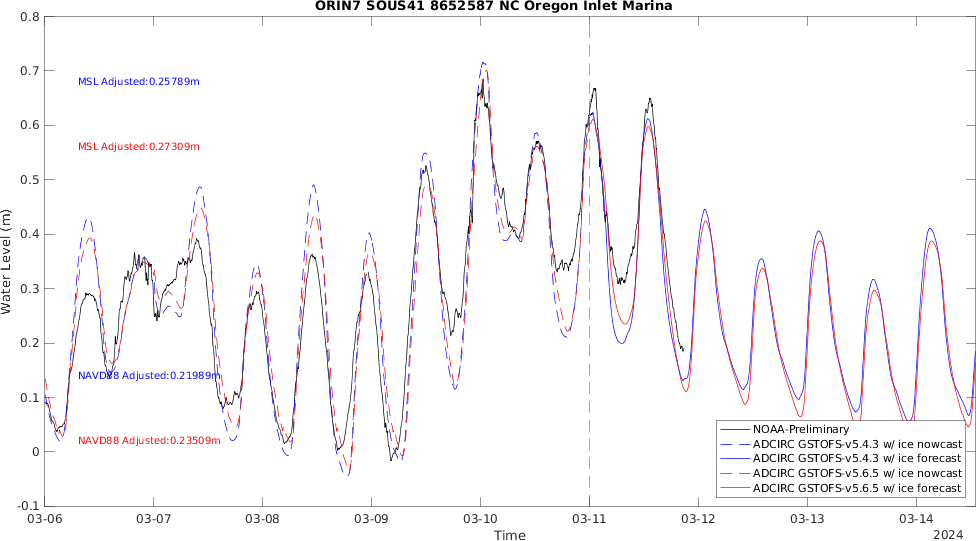 ORIN7 SOUS41 8652587 NC Oregon Inlet Marina
0.8
0.7
0.6
0.5
0.4
0.3
0.2
0.1
0
-0.1
Water Level (m)
MSL Adjusted:0.25789m
MSL Adjusted:0.27309m
NAVD88 Adjusted:0.21989m
NAVD88 Adjusted:0.23509m
NOAA-Preliminary
ADCIRC GSTOFS-v5.4.3 w/ ice nowcast
ADCIRC GSTOFS-v5.4.3 w/ ice forecast
ADCIRC GSTOFS-v5.6.5 w/ ice nowcast
ADCIRC GSTOFS-v5.6.5 w/ ice forecast
03-06 03-07 03-08 03-09 03-10 03-11 03-12 03-13 03-14
Time
2024